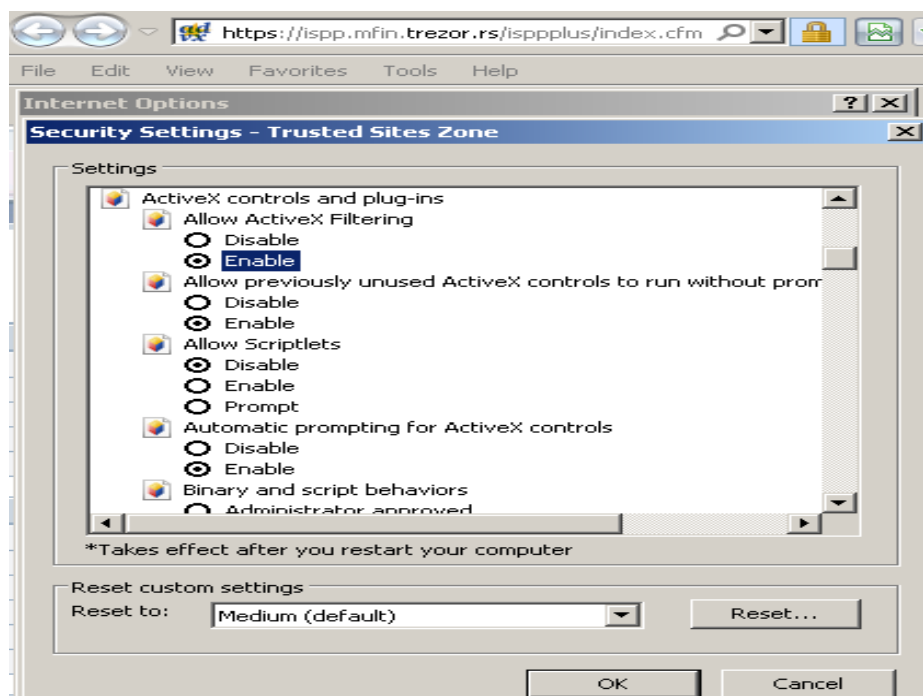 https://ispp.mfin.trezor.rs/isppplus/index.cfm
File Edit View Favorites Tools Help
Internet Options
Security Settings - Trusted Sites Zone
Settings
ActiveX controls and plug-ins
Allow ActiveX Filtering
Disable
Enable
Allow previously unused ActiveX controls to run without prom
Disable
Enable
Allow Scriptlets
Disable
Enable
Prompt
Automatic prompting for ActiveX controls
Disable
Enable
Binary and script behaviors
Administrator approved
*Takes effect after you restart your computer
Reset custom settings
Reset to: Medium (default) Reset...
OK Cancel